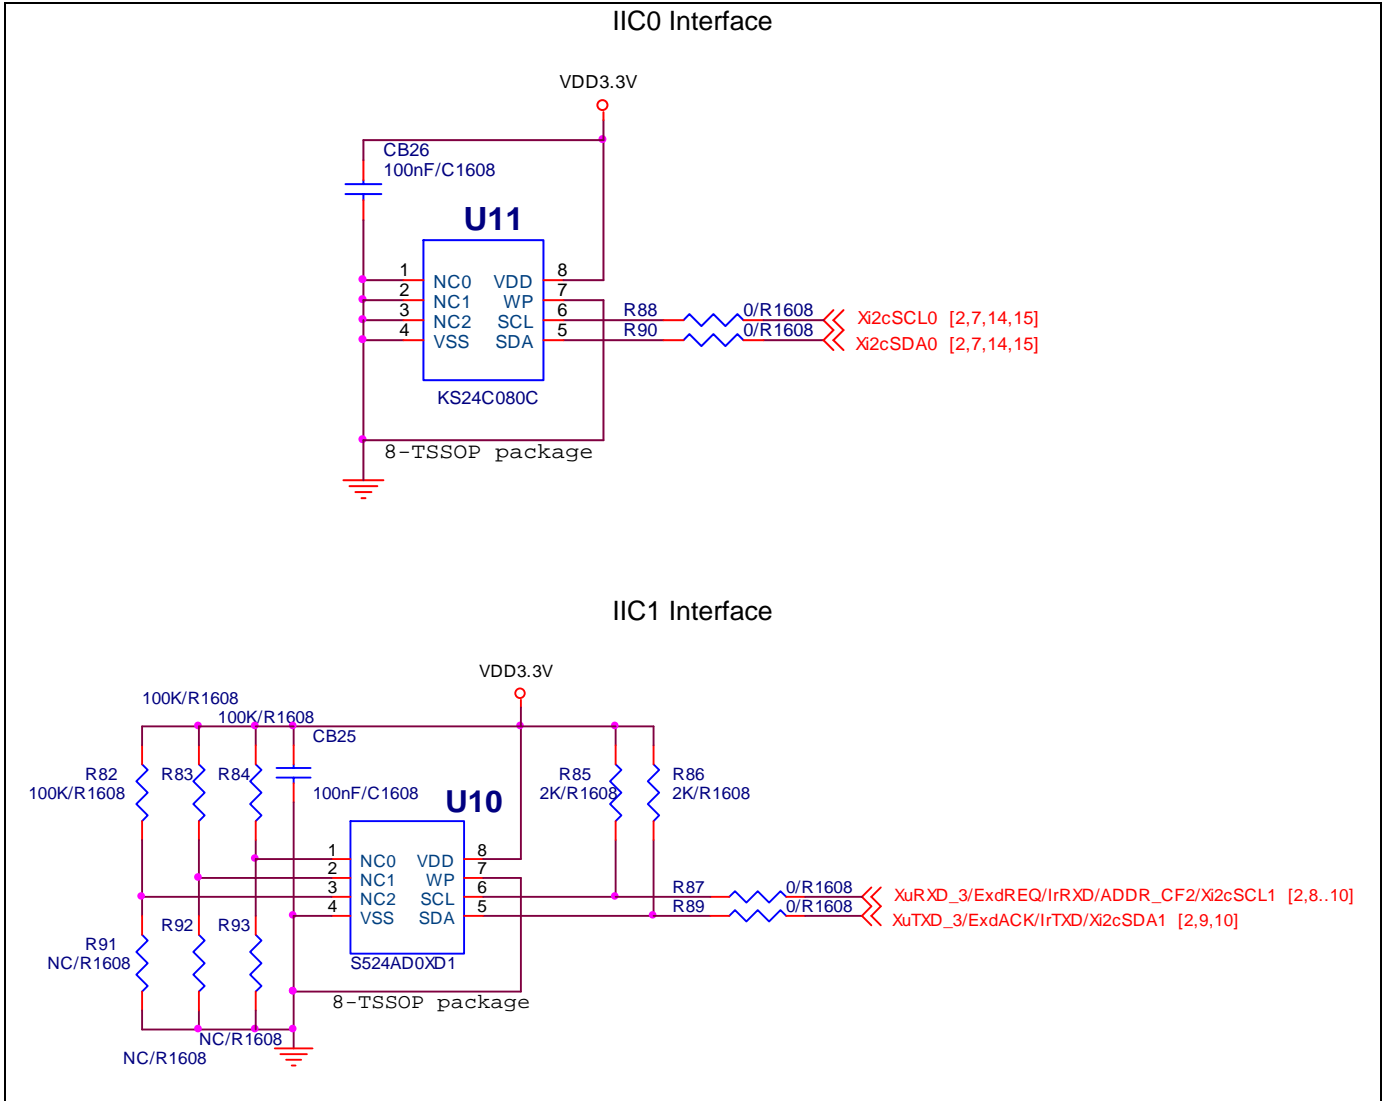 IIC0 Interface
VDD3.3V
CB26
100nF/C1608
U11
1 NC0 VDD 8
2 NC1 WP 7
3 NC2 SCL 6 R88 0/R1608 Xi2cSCL0 [2,7,14,15]
4 VSS SDA 5 R90 0/R1608 Xi2cSDA0 [2,7,14,15]
KS24C080C
8-TSSOP package
IIC1 Interface
VDD3.3V
100K/R1608
100K/R1608
CB25
R82 R83 R84 R85 R86
100K/R1608 100nF/C1608 2K/R1608 2K/R1608
U10
1 NC0 VDD 8
2 NC1 WP 7
3 NC2 SCL 6 R87 0/R1608 XuRXD_3/ExdREQ/IrRXD/ADDR_CF2/Xi2cSCL1 [2,8..10]
4 VSS SDA 5 R89 0/R1608 XuTXD_3/ExdACK/IrTXD/Xi2cSDA1 [2,9,10]
R91 R92 R93
NC/R1608 S524AD0XD1
8-TSSOP package
NC/R1608
NC/R1608